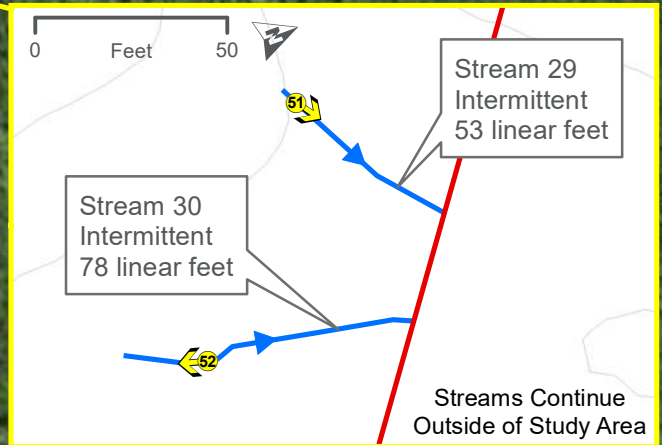 0 Feet 50
N
51
Stream 29
Intermittent
53 linear feet
Stream 30
Intermittent
78 linear feet
52
Streams Continue
Outside of Study Area